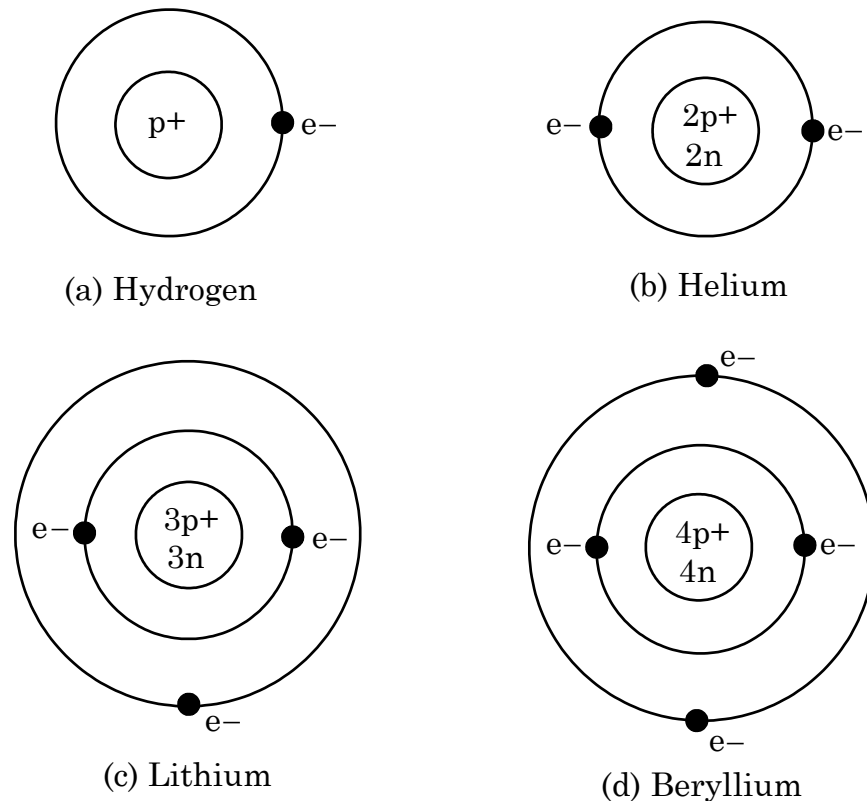 p+
e−
(a) Hydrogen
e−
2p+
2n
e−
(b) Helium
e−
3p+
3n
e−
e−
(c) Lithium
e−
e−
4p+
4n
e−
e−
(d) Beryllium